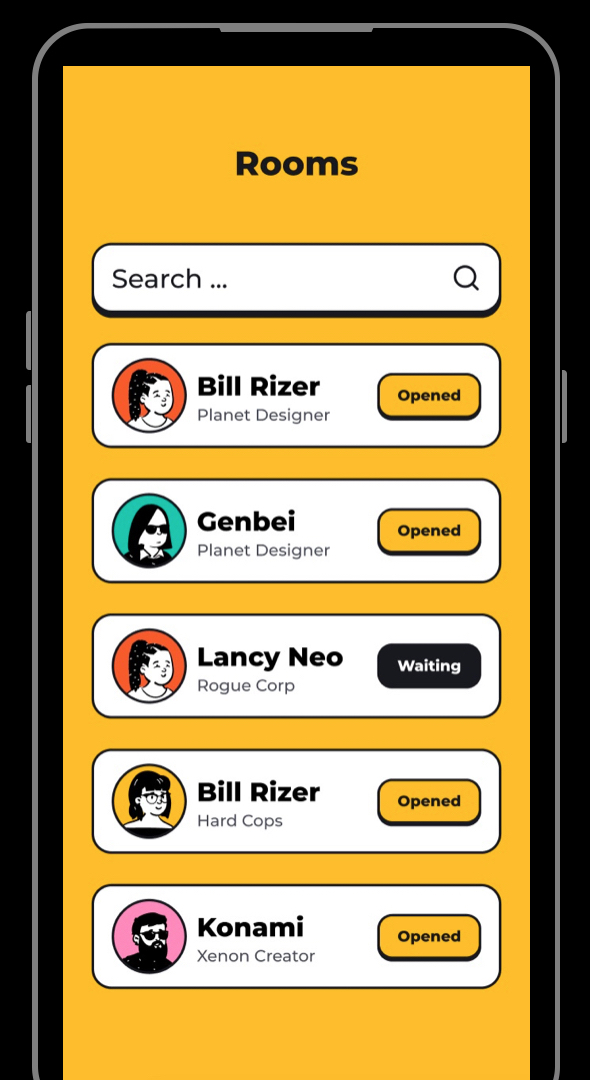 Rooms
Search ...
Bill Rizer
Planet Designer
Opened
Genbei
Planet Designer
Opened
Lancy Neo
Rogue Corp
Waiting
Bill Rizer
Hard Cops
Opened
Konami
Xenon Creator
Opened